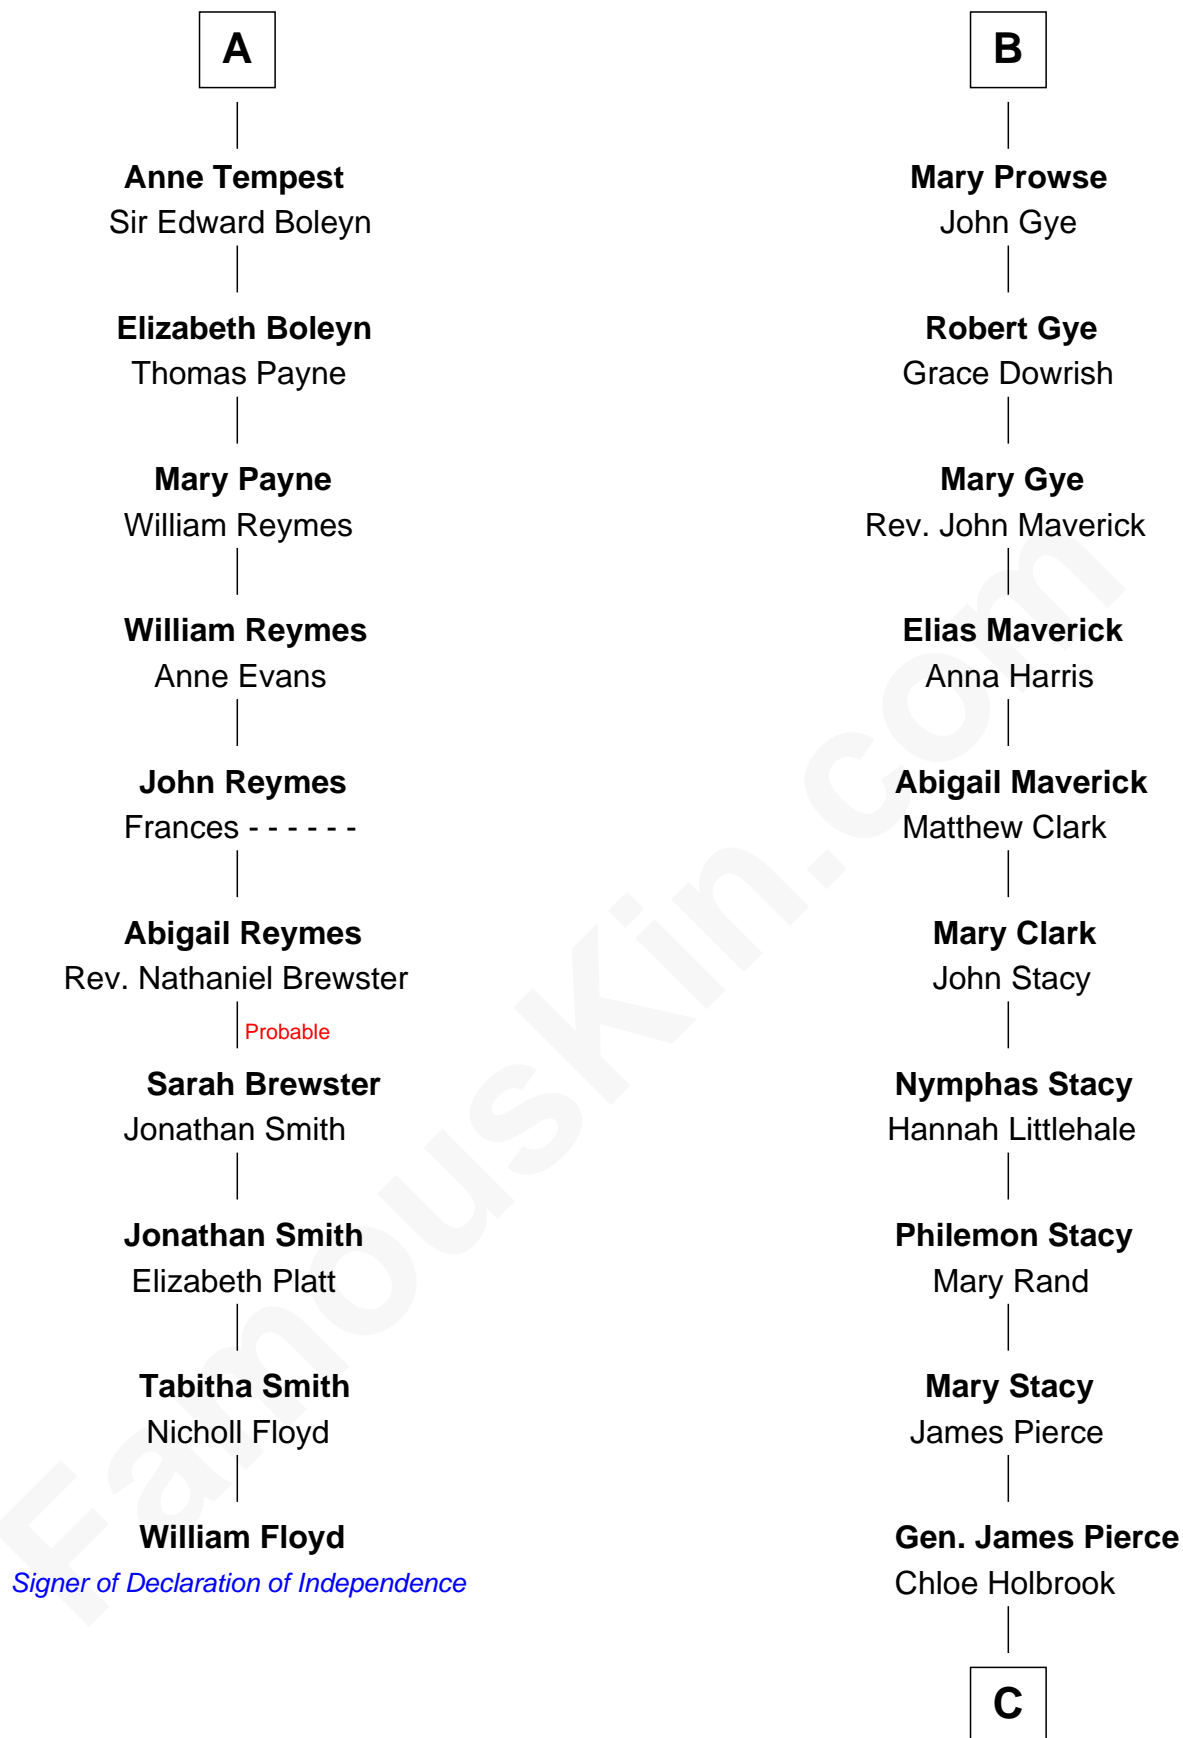 A
Anne Tempest
Sir Edward Boleyn
Elizabeth Boleyn
Thomas Payne
Mary Payne
William Reymes
William Reymes
Anne Evans
John Reymes
Frances - - - - - -
Abigail Reymes
Rev. Nathaniel Brewster
Probable
Sarah Brewster
Jonathan Smith
Jonathan Smith
Elizabeth Platt
Tabitha Smith
Nicholl Floyd
William Floyd
Signer of Declaration of Independence
B
Mary Prowse
John Gye
Robert Gye
Grace Dowrish
Mary Gye
Rev. John Maverick
Elias Maverick
Anna Harris
Abigail Maverick
Matthew Clark
Mary Clark
John Stacy
Nymphas Stacy
Hannah Littlehale
Philemon Stacy
Mary Rand
Mary Stacy
James Pierce
Gen. James Pierce
Chloe Holbrook
C
FamousKin.com